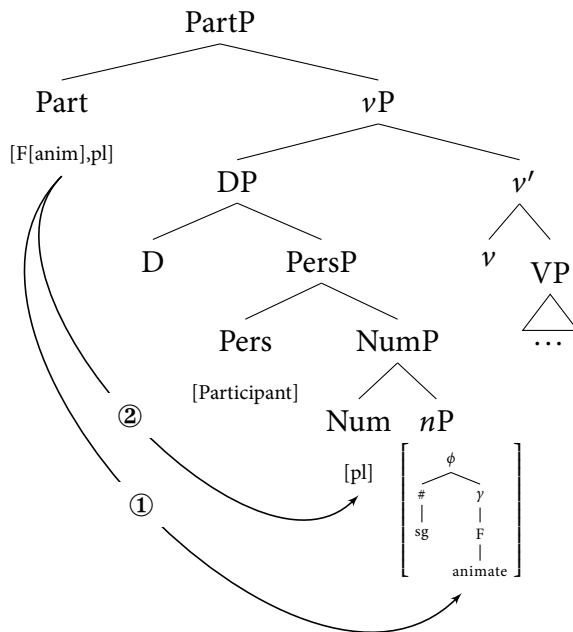 PartP
Part vP
[F[anim],pl]
DP v′
D PersP v VP
...
Pers NumP
[Participant]
② Num nP
[pl] ϕ
# γ
①
sg F
animate